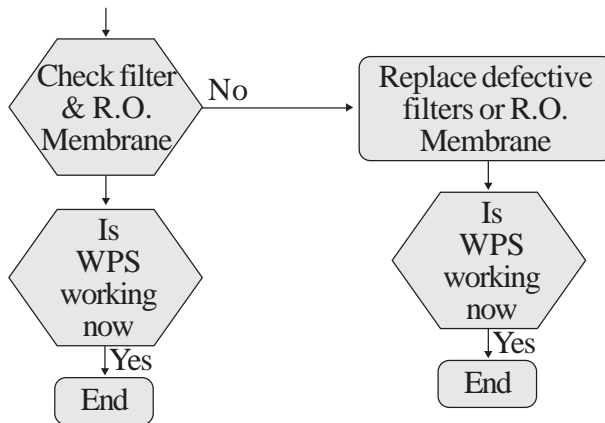 Check filter
& R.O.
Membrane
No
Replace defective
filters or R.O.
Membrane
Is
WPS
working
now
Yes
End
Is
WPS
working
now
Yes
End